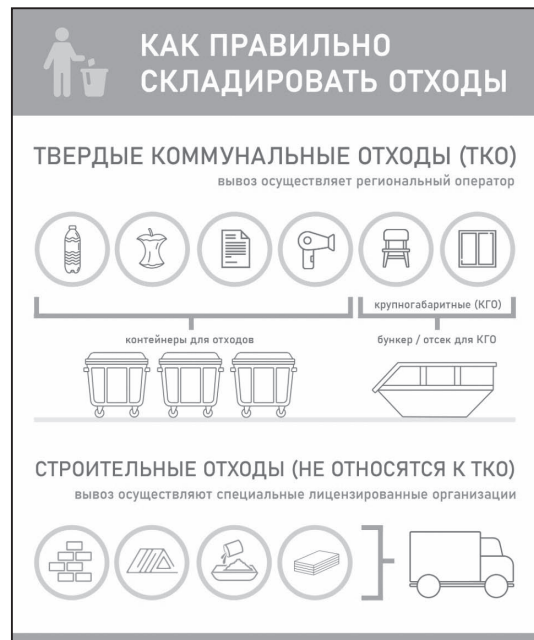 КАК ПРАВИЛЬНО
СКЛАДИРОВАТЬ ОТХОДЫ
ТВЕРДЫЕ КОММУНАЛЬНЫЕ ОТХОДЫ (ТКО)
вывоз осуществляет региональный оператор
крупногабаритные (КГО)
контейнеры для отходов
бункер / отсек для КГО
СТРОИТЕЛЬНЫЕ ОТХОДЫ (НЕ ОТНОСЯТСЯ К ТКО)
вывоз осуществляют специальные лицензированные организации